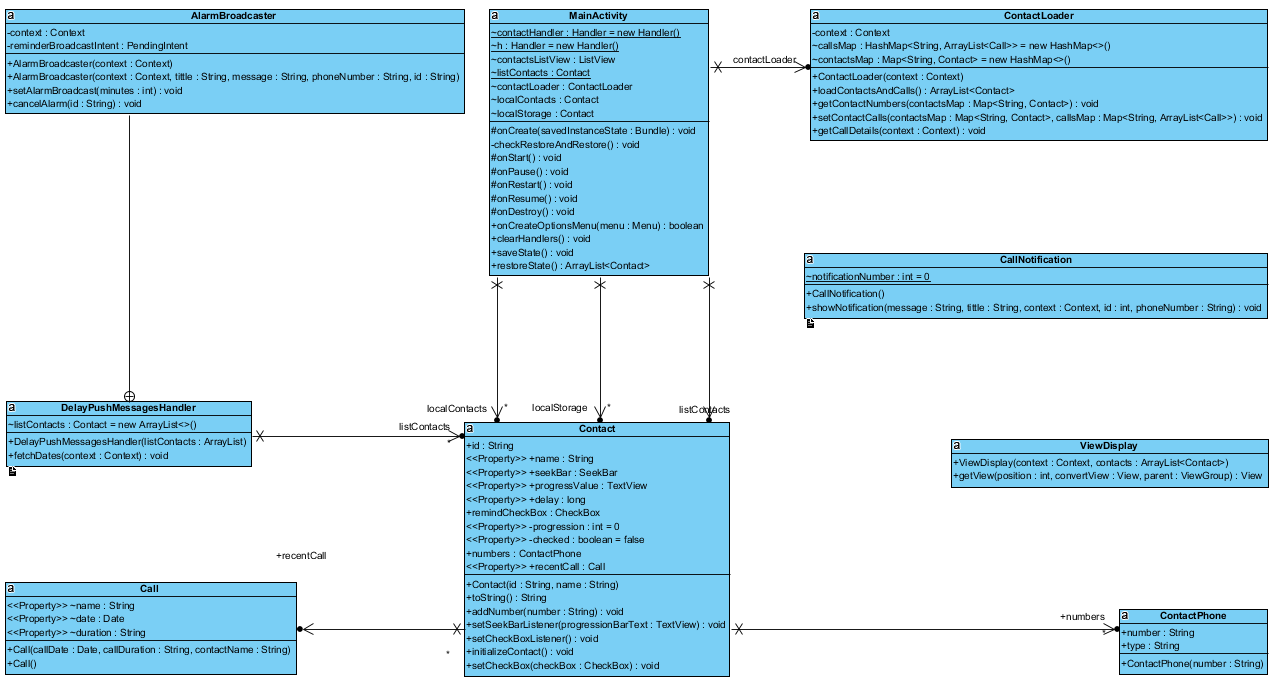 a
AlarmBroadcaster
-context : Context
-reminderBroadcastIntent : PendingIntent
+AlarmBroadcaster(context : Context)
+AlarmBroadcaster(context : Context, tittle : String, message : String, phoneNumber : String, id : String)
+setAlarmBroadcast(minutes : int) : void
+cancelAlarm(id : String) : void
a
MainActivity
~contactHandler : Handler = new Handler()
~h : Handler = new Handler()
~contactsListView : ListView
~listContacts : Contact
~contactLoader : ContactLoader
~localContacts : Contact
~localStorage : Contact
#onCreate(savedInstanceState : Bundle) : void
-checkRestoreAndRestore() : void
#onStart() : void
#onPause() : void
#onRestart() : void
#onResume() : void
#onDestroy() : void
+onCreateOptionsMenu(menu : Menu) : boolean
+clearHandlers() : void
+saveState() : void
+restoreState() : ArrayList<Contact>
contactLoader
a
ContactLoader
-context : Context
~callsMap : HashMap<String, ArrayList<Call>> = new HashMap<>()
~contactsMap : Map<String, Contact> = new HashMap<>()
+ContactLoader(context : Context)
+loadContactsAndCalls() : ArrayList<Contact>
+getContactNumbers(contactsMap : Map<String, Contact>) : void
+setContactCalls(contactsMap : Map<String, Contact>, callsMap : Map<String, ArrayList<Call>>) : void
+getCallDetails(context : Context) : void
a
CallNotification
~notificationNumber : int = 0
+CallNotification()
+showNotification(message : String, tittle : String, context : Context, id : int, phoneNumber : String) : void
a
DelayPushMessagesHandler
~listContacts : Contact = new ArrayList<>()
+DelayPushMessagesHandler(listContacts : ArrayList)
+fetchDates(context : Context) : void
localContacts
*
localStorage
*
listContacts
listContacts
*
a
Contact
+id : String
<<Property>> +name : String
<<Property>> +seekBar : SeekBar
<<Property>> +progressValue : TextView
<<Property>> +delay : long
+remindCheckBox : CheckBox
<<Property>> -progression : int = 0
<<Property>> -checked : boolean = false
+numbers : ContactPhone
<<Property>> +recentCall : Call
+Contact(id : String, name : String)
+toString() : String
+addNumber(number : String) : void
+setSeekBarListener(progressionBarText : TextView) : void
+setCheckBoxListener() : void
+initializeContact() : void
+setCheckBox(checkBox : CheckBox) : void
a
ViewDisplay
+ViewDisplay(context : Context, contacts : ArrayList<Contact>)
+getView(position : int, convertView : View, parent : ViewGroup) : View
+recentCall
*
a
Call
<<Property>> ~name : String
<<Property>> ~date : Date
<<Property>> ~duration : String
+Call(callDate : Date, callDuration : String, contactName : String)
+Call()
+numbers
*
a
ContactPhone
+number : String
+type : String
+ContactPhone(number : String)